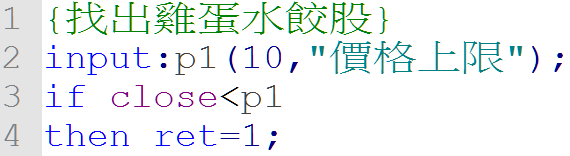 1 {找出雞蛋水餃股}
2 input:p1(10,"價格上限");
3 if close<p1
4 then ret=1;